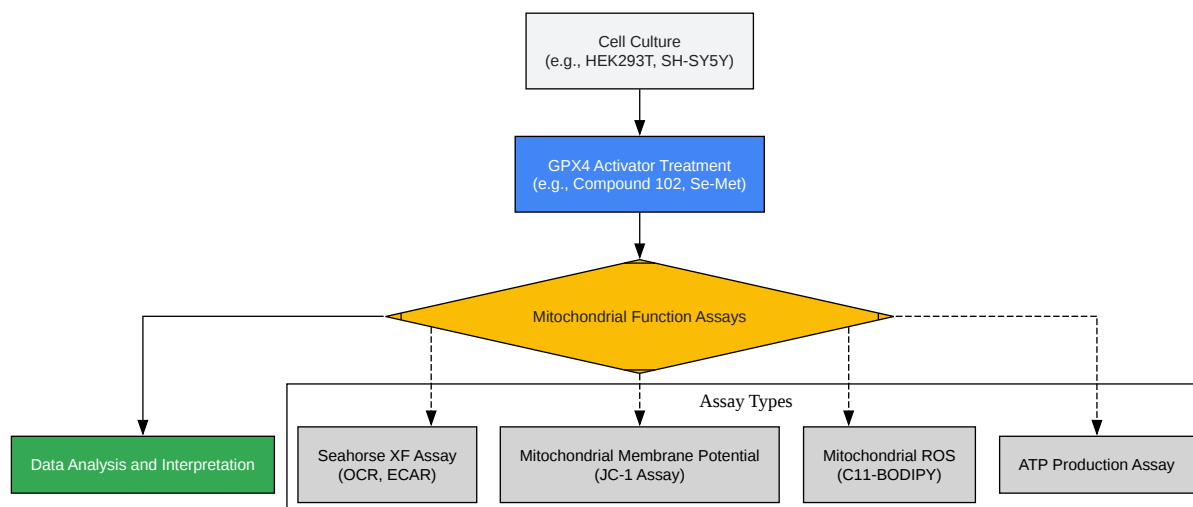 Cell Culture
(e.g., HEK293T, SH-SY5Y)
GPX4 Activator Treatment
(e.g., Compound 102, Se-Met)
Mitochondrial Function Assays
Assay Types
Data Analysis and Interpretation
Seahorse XF Assay
(OCR, ECAR)
Mitochondrial Membrane Potential
(JC-1 Assay)
Mitochondrial ROS
(C11-BODIPY)
ATP Production Assay